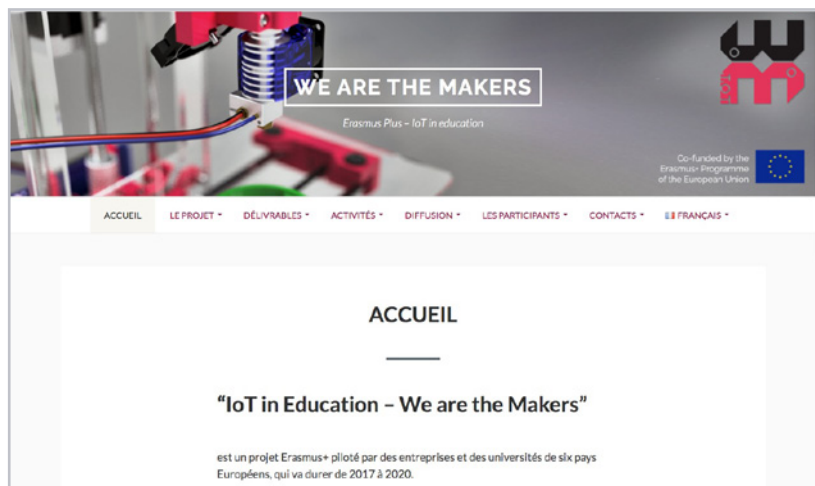 WE ARE THE MAKERS
Erasmus Plus – IoT in education
IOT
Co-funded by the
Erasmus+ Programme
of the European Union
ACCUEIL LE PROJET DÉLIVRABLES ACTIVITÉS DIFFUSION LES PARTICIPANTS CONTACTS FRANÇAIS
ACCUEIL
“IoT in Education – We are the Makers”
est un projet Erasmus+ piloté par des entreprises et des universités de six pays
Européens, qui va durer de 2017 à 2020.